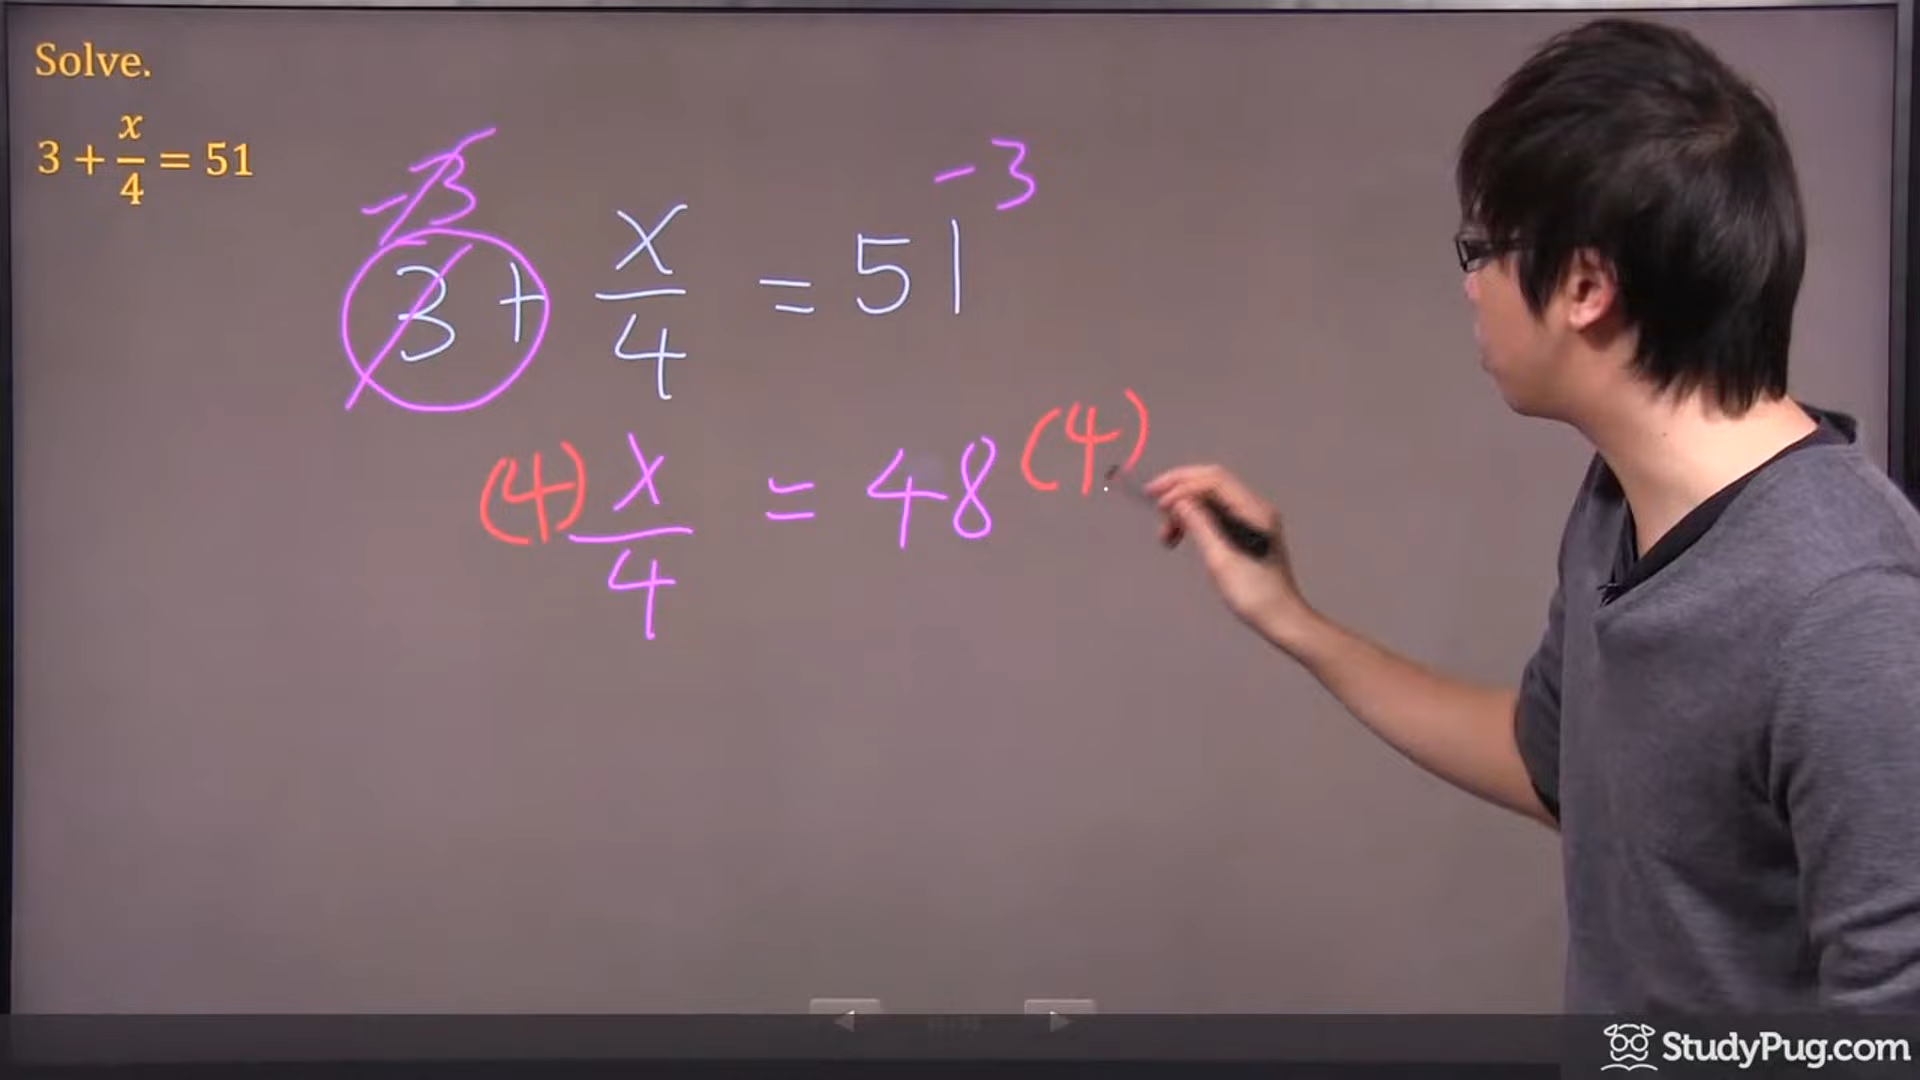 Solve.
3 + x/4 = 51
-3 -3
3 + x/4 = 51
(4) x/4 = 48 (4)
StudyPug.com